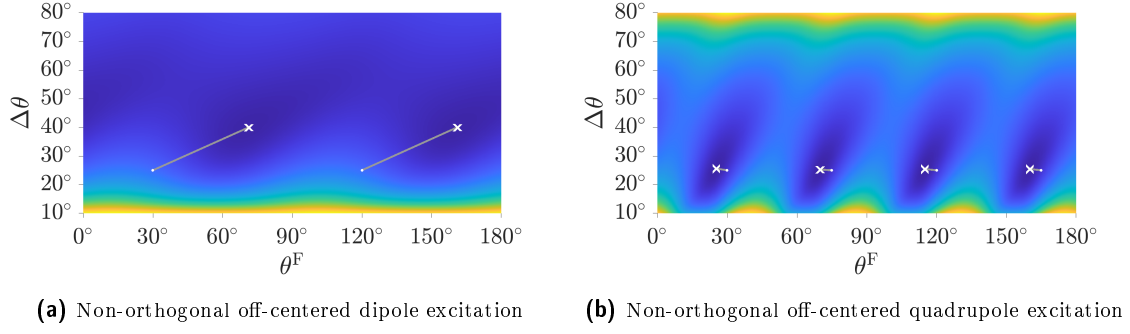 80° 80°
70° 70°
60° 60°
50° 50°
Δθ Δθ
40° 40°
30° 30°
20° 20°
10° 10°
0° 30° 60° 90° 120° 150° 180° 0° 30° 60° 90° 120° 150° 180°
θF θF
(a) Non-orthogonal off-centered dipole excitation (b) Non-orthogonal off-centered quadrupole excitation